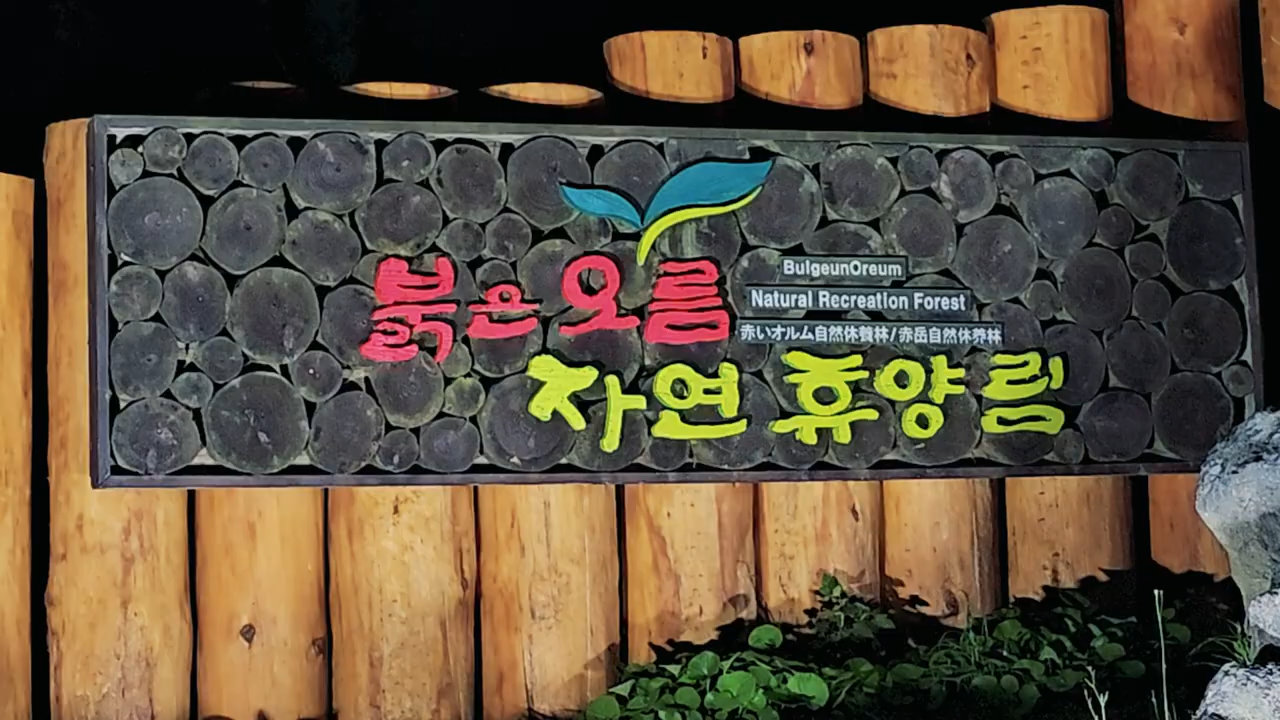 붉은오름
BulgeunOreum
Natural Recreation Forest
赤いオルム自然休養林/赤岳自然休养林
자연 휴양림